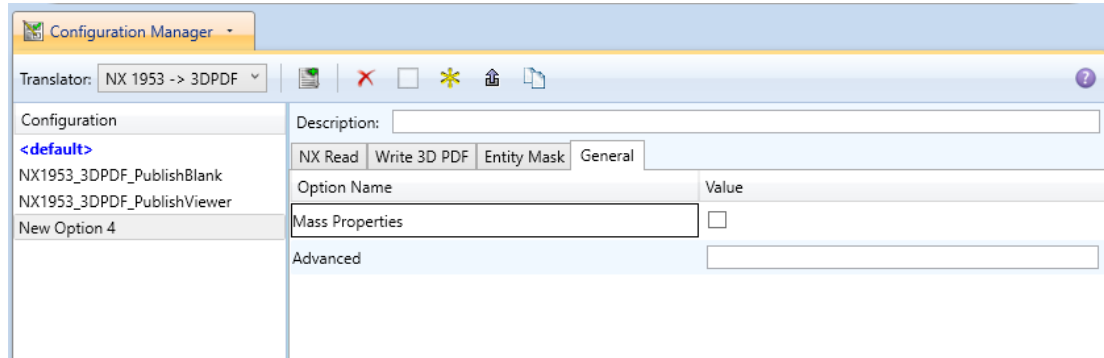 Configuration Manager
Translator: NX 1953 -> 3DPDF
Configuration
<default>
NX1953_3DPDF_PublishBlank
NX1953_3DPDF_PublishViewer
New Option 4
Description:
NX Read Write 3D PDF Entity Mask General
Option Name Value
Mass Properties
Advanced